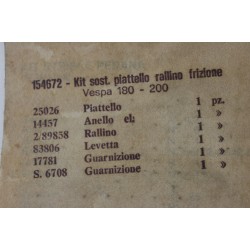 154672 - Kit sost. piattello rallino frizione
Vespa 180 - 200
25026 Piattello 1 pz.
14457 Anello el: 1 »
2/89858 Rallino 1 »
83806 Levetta 1 »
17781 Guarnizione 1 »
S. 6708 Guarnizione 1 »